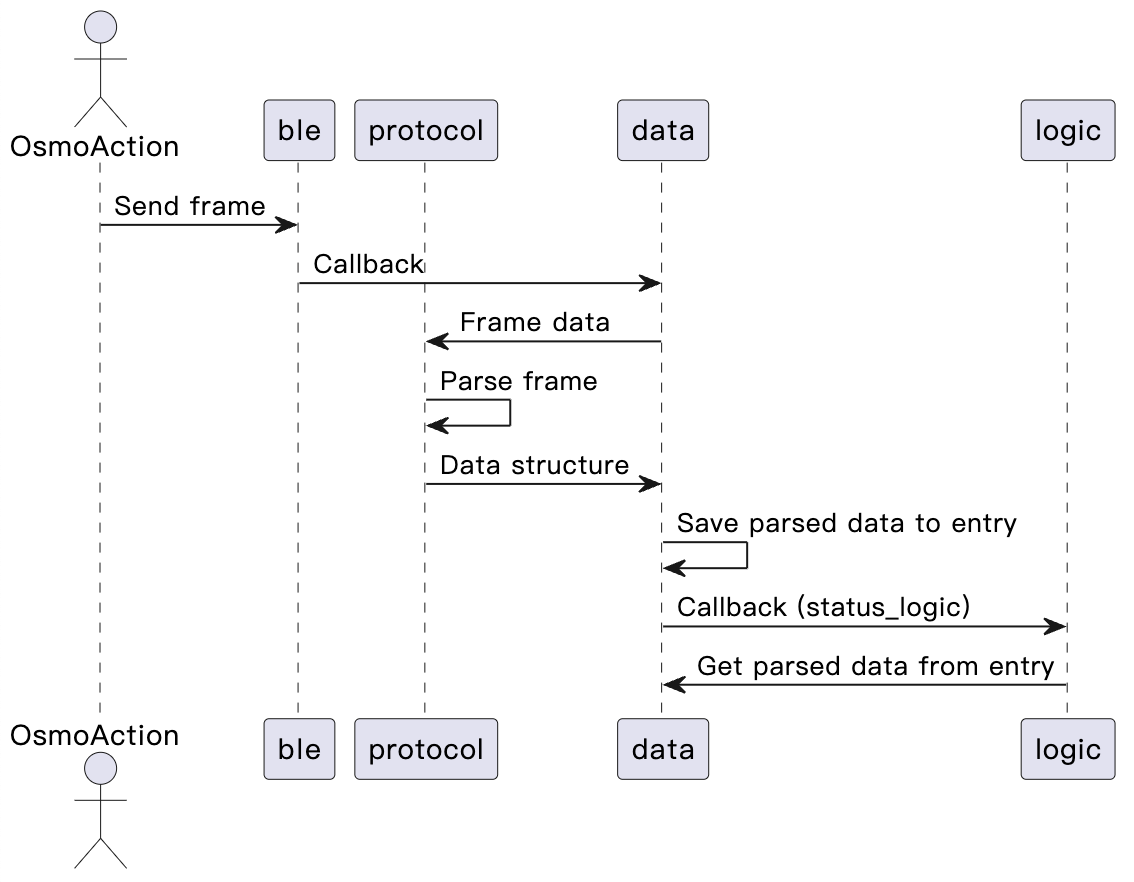 OsmoAction
ble
protocol
data
logic
Send frame
Callback
Frame data
Parse frame
Data structure
Save parsed data to entry
Callback (status_logic)
Get parsed data from entry
OsmoAction
ble
protocol
data
logic